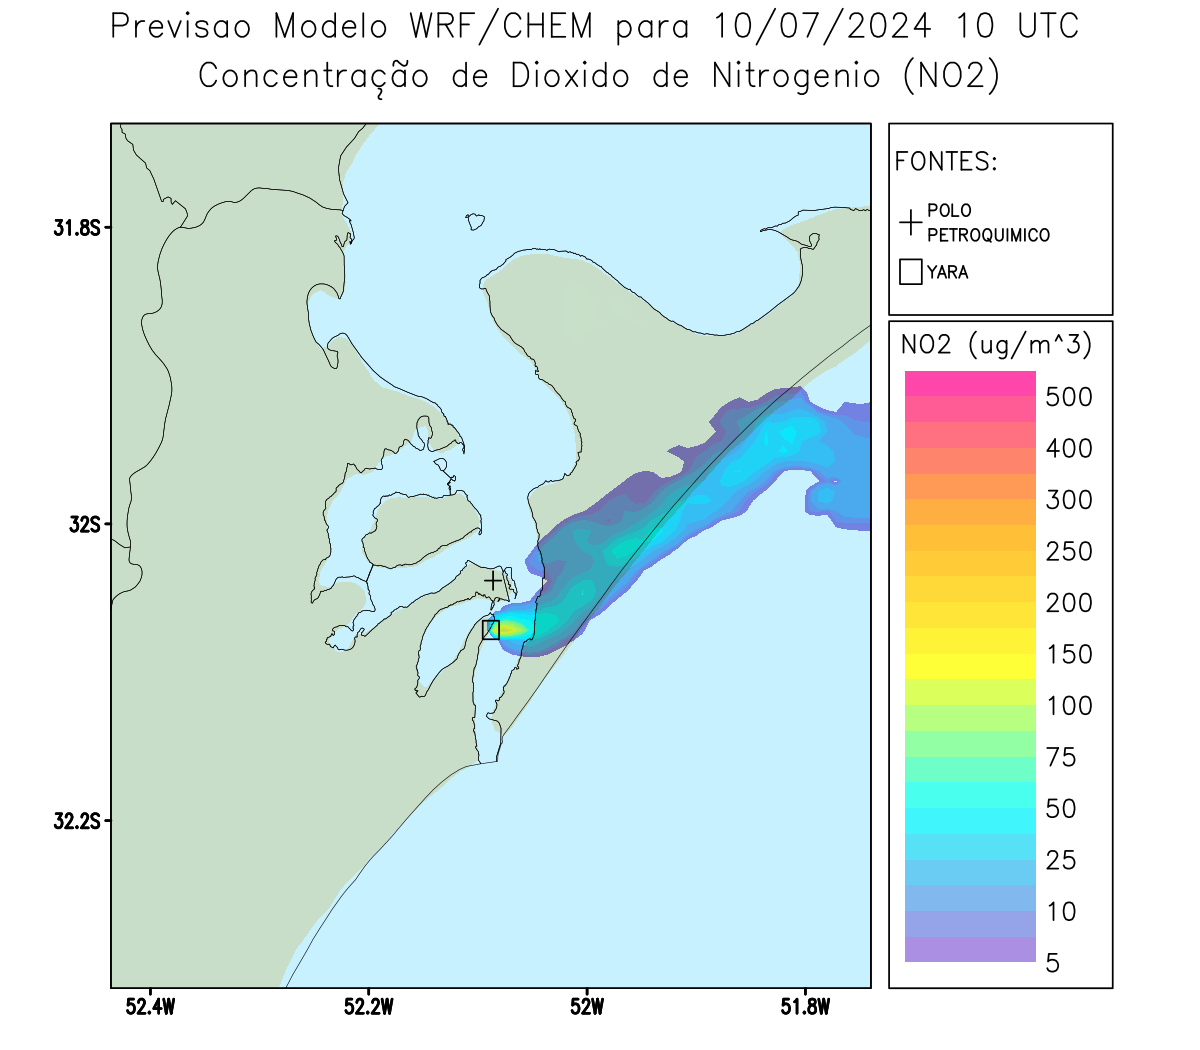 Previsao Modelo WRF/CHEM para 10/07/2024 10 UTC
Concentração de Dioxido de Nitrogenio (NO2)
FONTES:
POLO
PETROQUIMICO
YARA
31.8S
32S
32.2S
52.4W
52.2W
52W
51.8W
NO2 (ug/m^3)
500
400
300
250
200
150
100
75
50
25
10
5